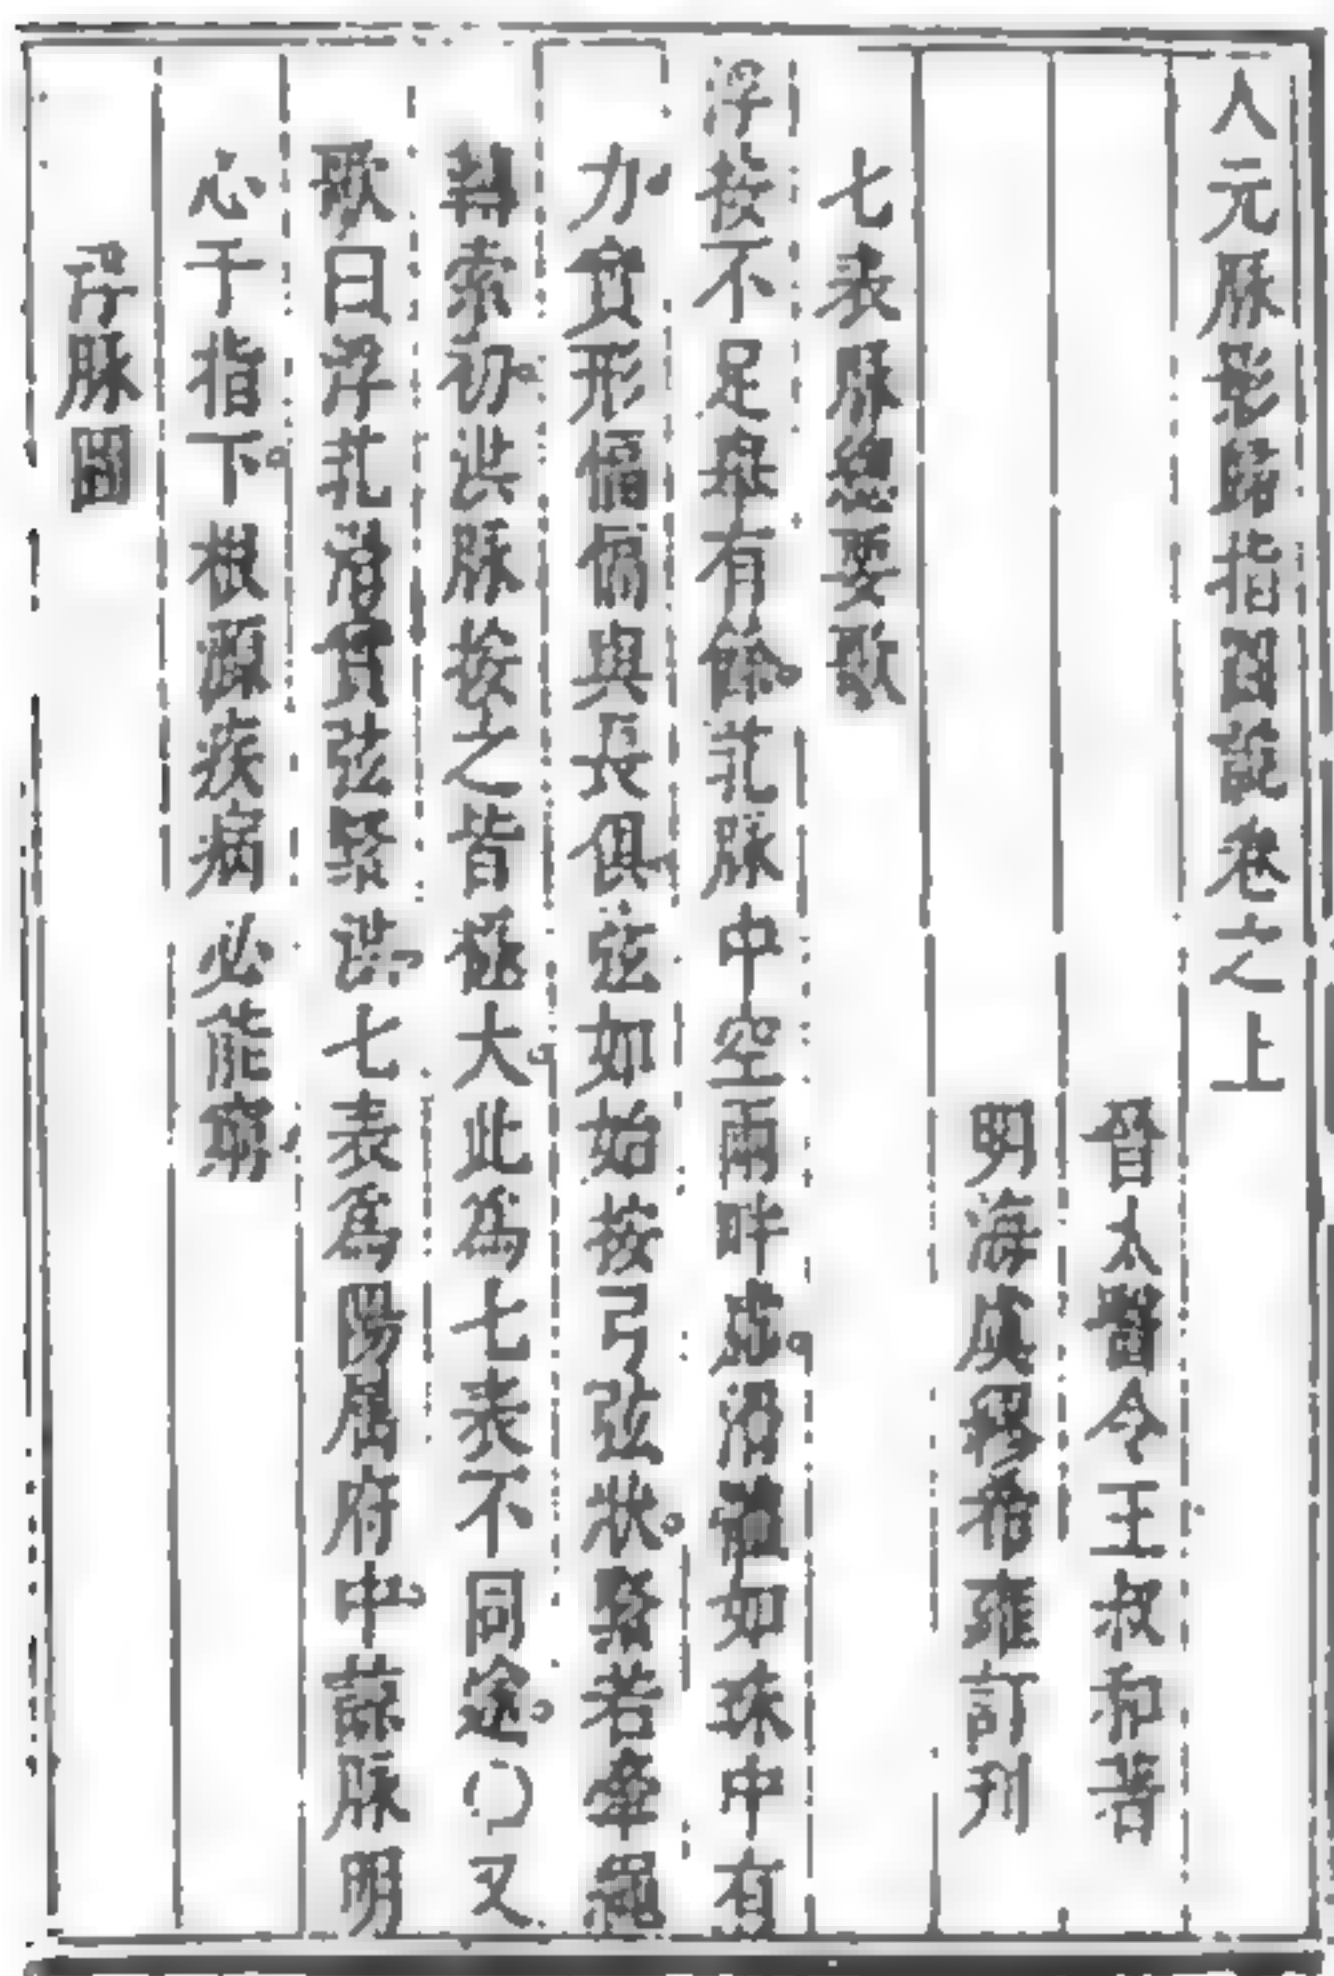 人元脉影歸指圖說卷之上
晉太醫令王叔和著
明海虞繆希雍訂刊
七表脉總要歌
浮按不足舉有餘。芤脉中空兩畔虛。滑體如珠中有
力。實形愊愊與長俱。弦如始按弓弦狀。緊若牽繩
轉索初。洪脉按之皆極大。此為七表不同途。〇又
歌曰浮芤滑實弦緊洪。七表為陽屬府中。諒脉明
心于指下。根源疾病必能窮。
浮脉圖